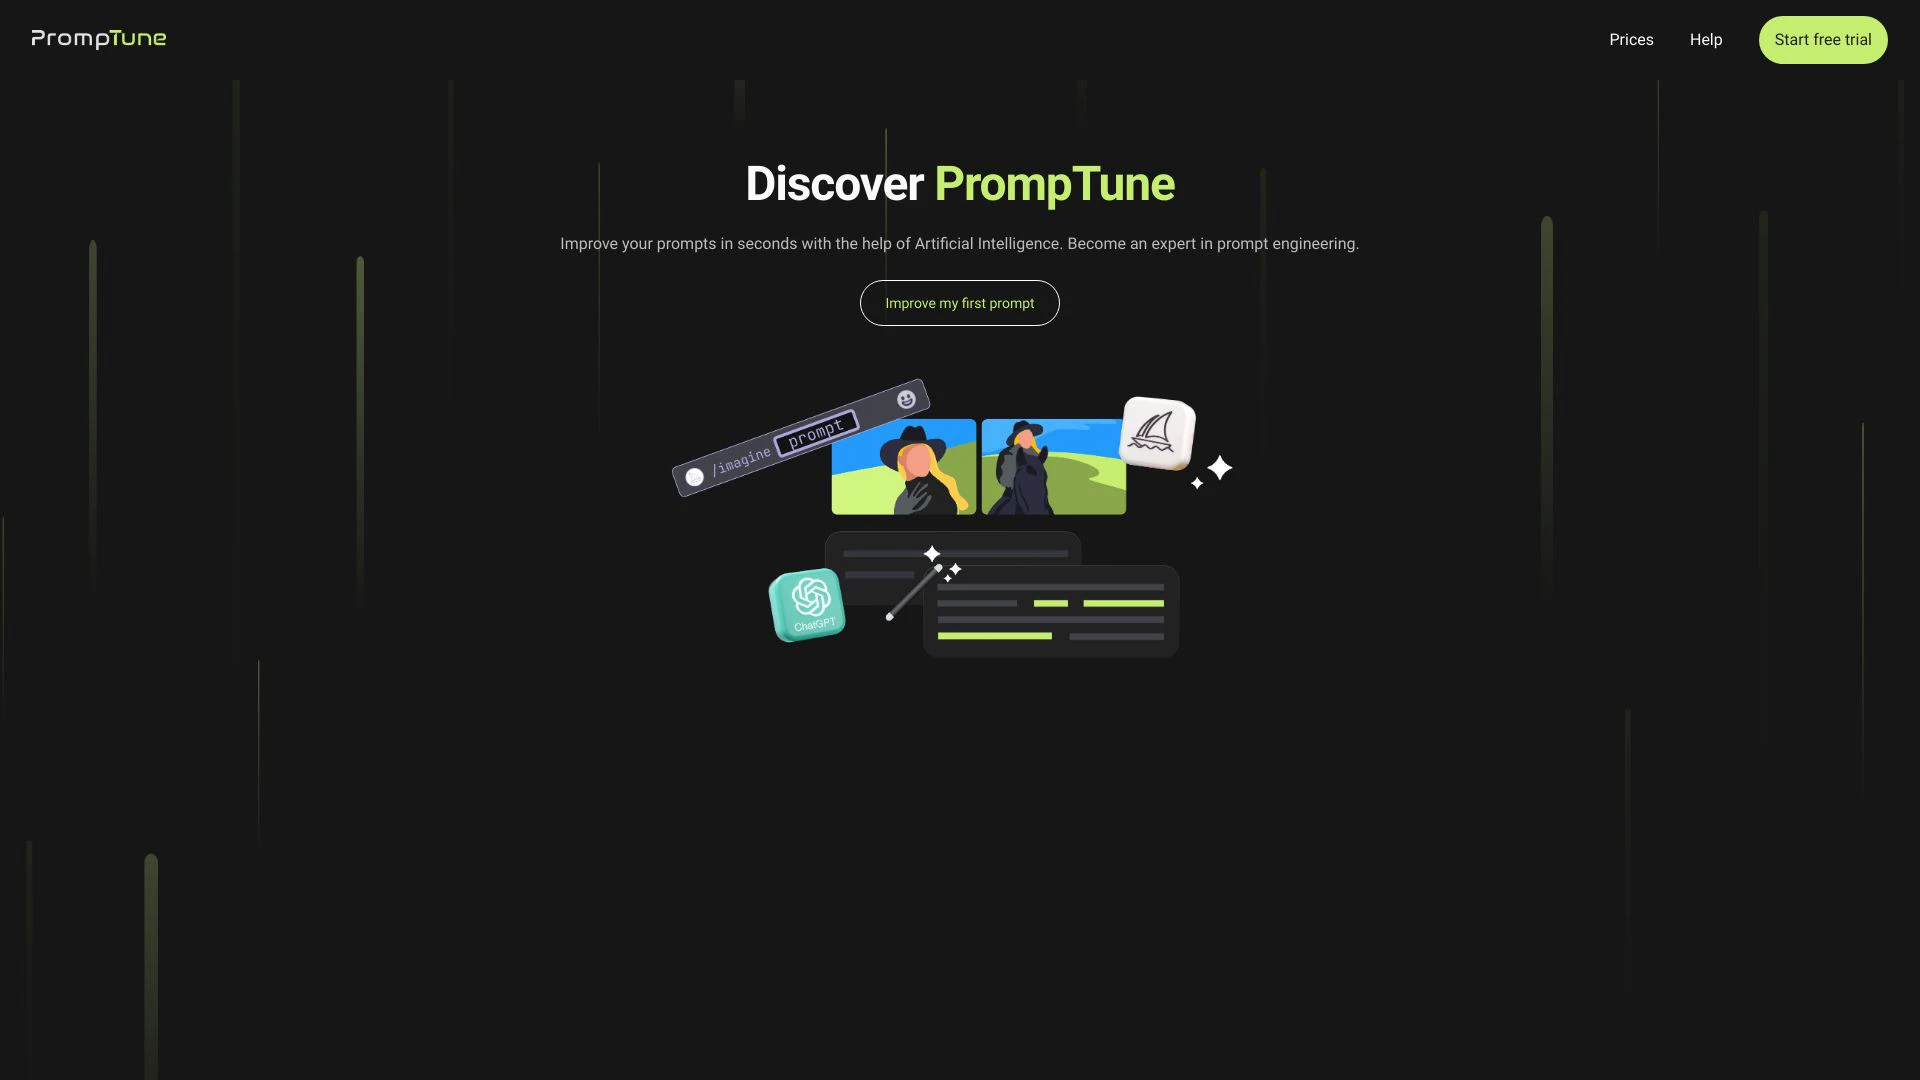 PrompTune
Prices
Help
Start free trial
Discover PrompTune
Improve your prompts in seconds with the help of Artificial Intelligence. Become an expert in prompt engineering.
Improve my first prompt
/imagine prompt
ChatGPT